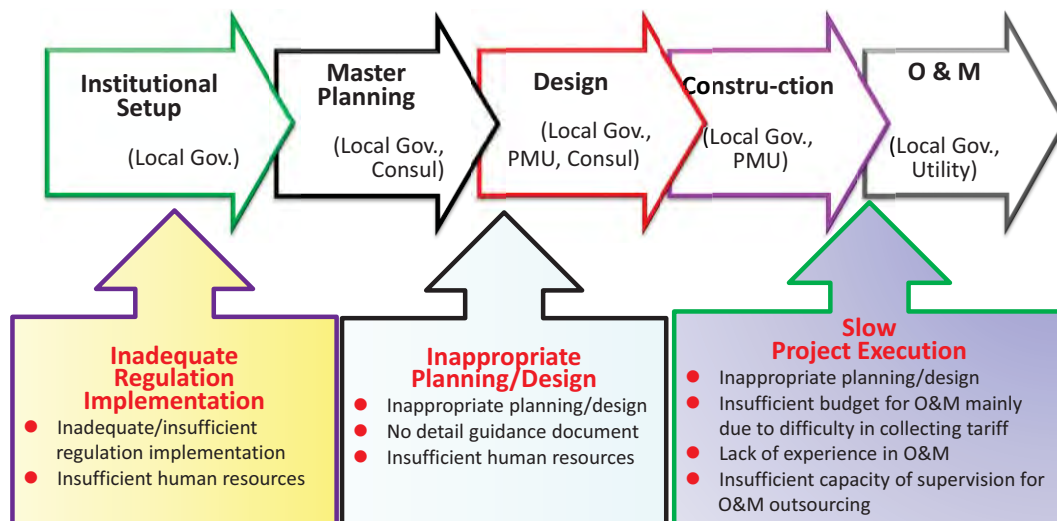 Institutional
Setup
(Local Gov.)
Master
Planning
(Local Gov.,
Consul)
Design
(Local Gov.,
PMU, Consul)
Constru-ction
(Local Gov.,
PMU)
O & M
(Local Gov.,
Utility)
Inadequate
Regulation
Implementation
Inadequate/insufficient
regulation implementation
Insufficient human resources
Inappropriate
Planning/Design
Inappropriate planning/design
No detail guidance document
Insufficient human resources
Slow
Project Execution
Inappropriate planning/design
Insufficient budget for O&M mainly
due to difficulty in collecting tariff
Lack of experience in O&M
Insufficient capacity of supervision for
O&M outsourcing